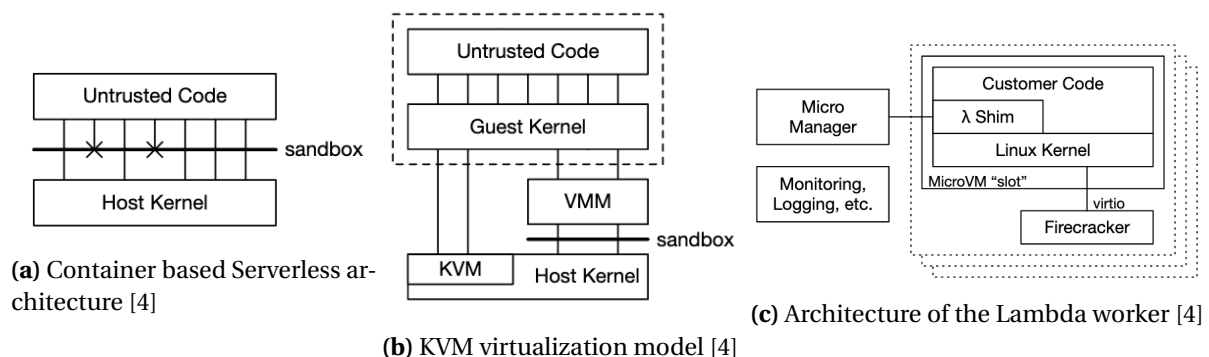 Untrusted Code
sandbox
Host Kernel
(a) Container based Serverless ar-
chitecture [4]
Untrusted Code
Guest Kernel
VMM
sandbox
KVM
Host Kernel
(b) KVM virtualization model [4]
Micro
Manager
Monitoring,
Logging, etc.
Customer Code
λ Shim
Linux Kernel
MicroVM “slot”
virtio
Firecracker
(c) Architecture of the Lambda worker [4]